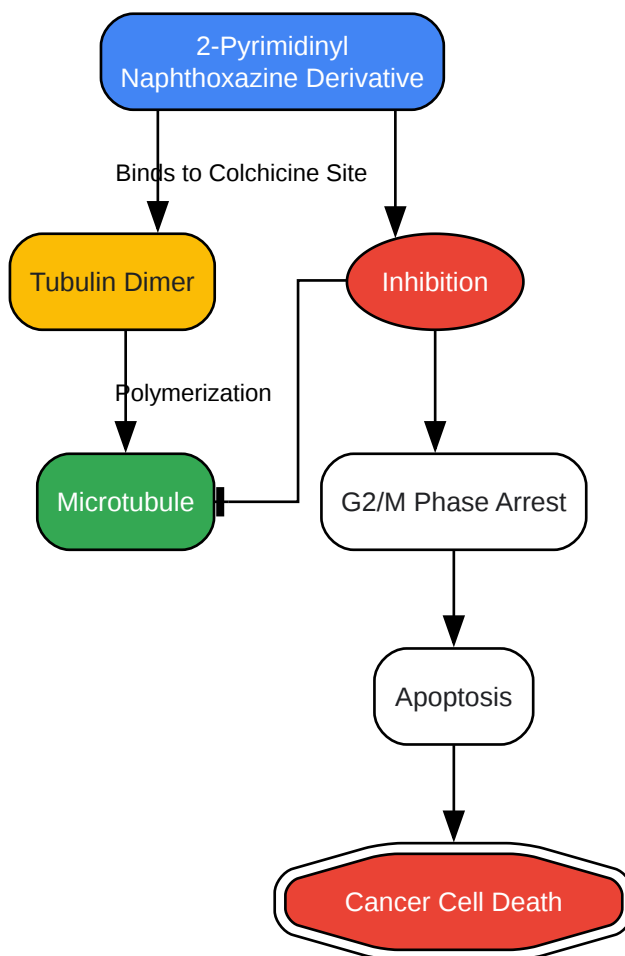 2-Pyrimidinyl
Naphthoxazine Derivative
Binds to Colchicine Site
Tubulin Dimer
Inhibition
Polymerization
Microtubule
G2/M Phase Arrest
Apoptosis
Cancer Cell Death